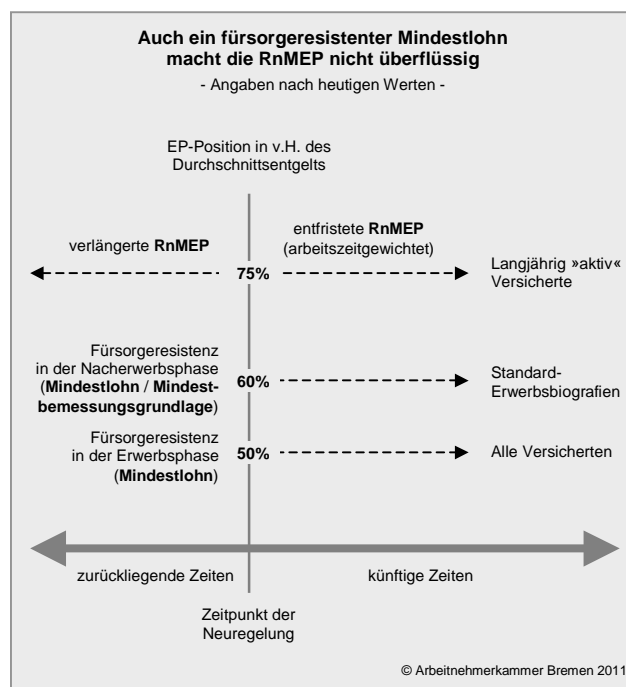 Auch ein fürsorgeresistenter Mindestlohn
macht die RnMEP nicht überflüssig
- Angaben nach heutigen Werten -
EP-Position in v.H. des
Durchschnittsentgelts
verlängerte RnMEP
entfristete RnMEP
(arbeitszeitgewichtet)
75%
Langjährig »aktiv«
Versicherte
Fürsorgeresistenz
in der Nacherwerbsphase
(Mindestlohn / Mindest-
bemessungsgrundlage)
60%
Standard-
Erwerbsbiografien
Fürsorgeresistenz
in der Erwerbsphase
(Mindestlohn)
50%
Alle Versicherten
zurückliegende Zeiten
künftige Zeiten
Zeitpunkt der
Neuregelung
© Arbeitnehmerkammer Bremen 2011